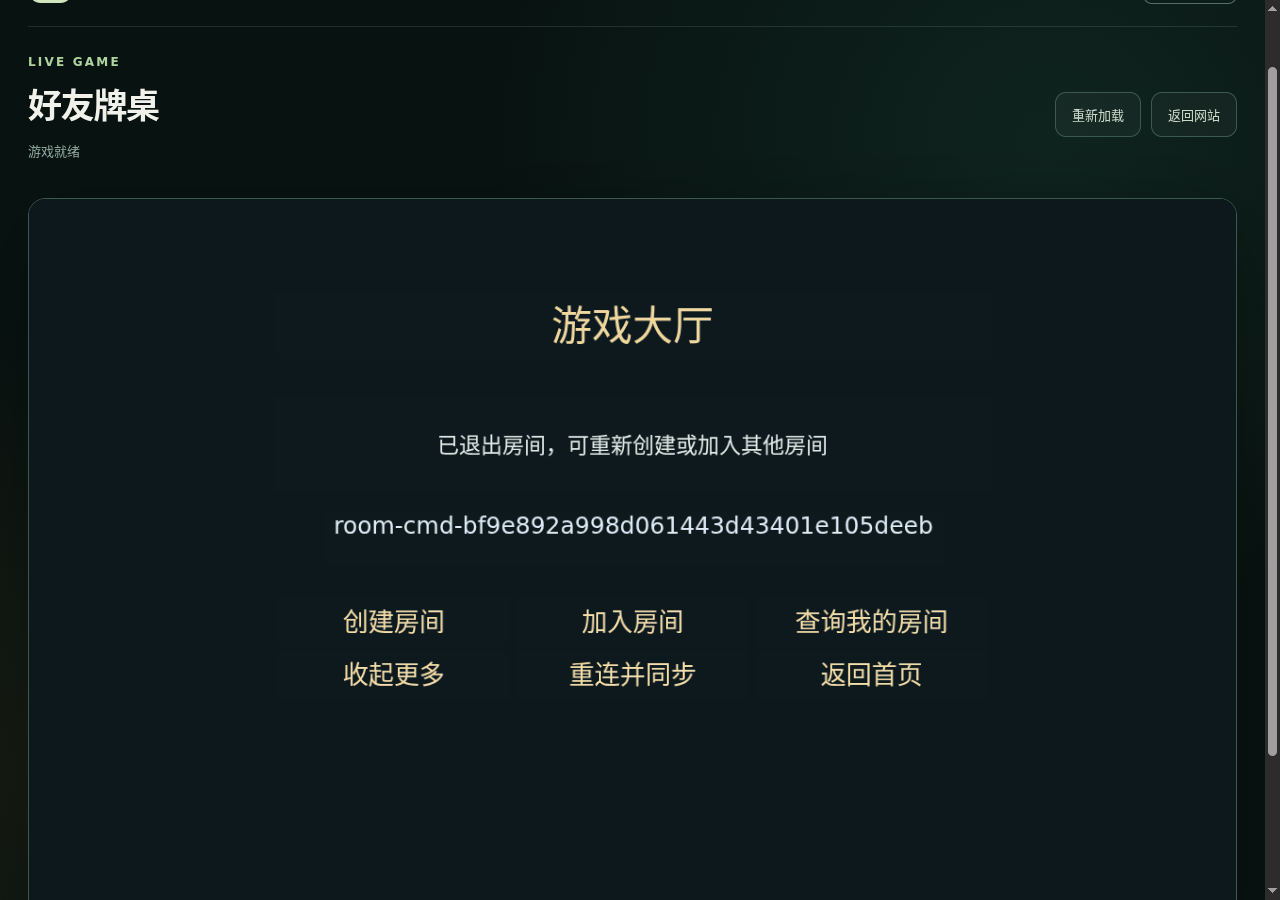 LIVE GAME
好友牌桌
游戏就绪
重新加载
返回网站
游戏大厅
已退出房间，可重新创建或加入其他房间
room-cmd-bf9e892a998d061443d43401e105deeb
创建房间
加入房间
查询我的房间
收起更多
重连并同步
返回首页